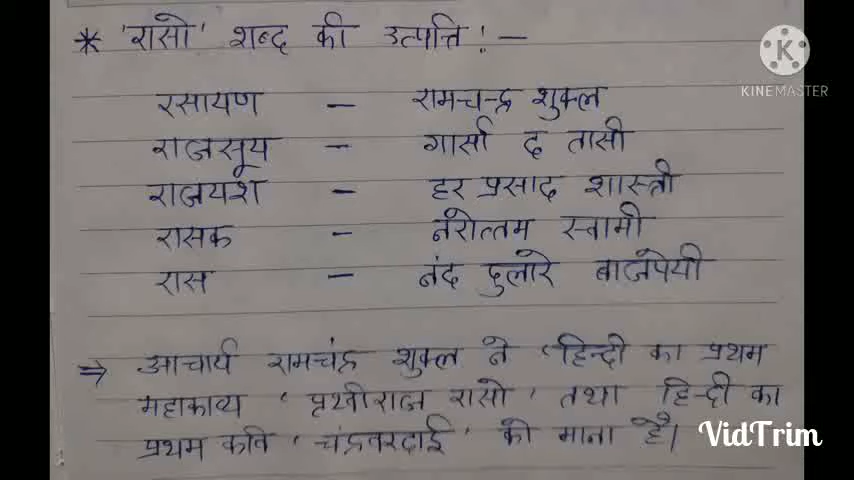 * 'रासो' शब्द की उत्पत्ति :-
रसायण - रामचन्द्र शुक्ल
राजसूय - गार्सा द तासी
राजयश - हर प्रसाद शास्त्री
रासक - नरोत्तम स्वामी
रास - नंद दुलारे बाजपेयी
⇒ आचार्य रामचंद्र शुक्ल ने 'हिन्दी का प्रथम
महाकाव्य 'पृथ्वीराज रासो' तथा हिन्दी का
प्रथम कवि 'चंद्रवरदाई' को माना है।
KINEMASTER
VidTrim